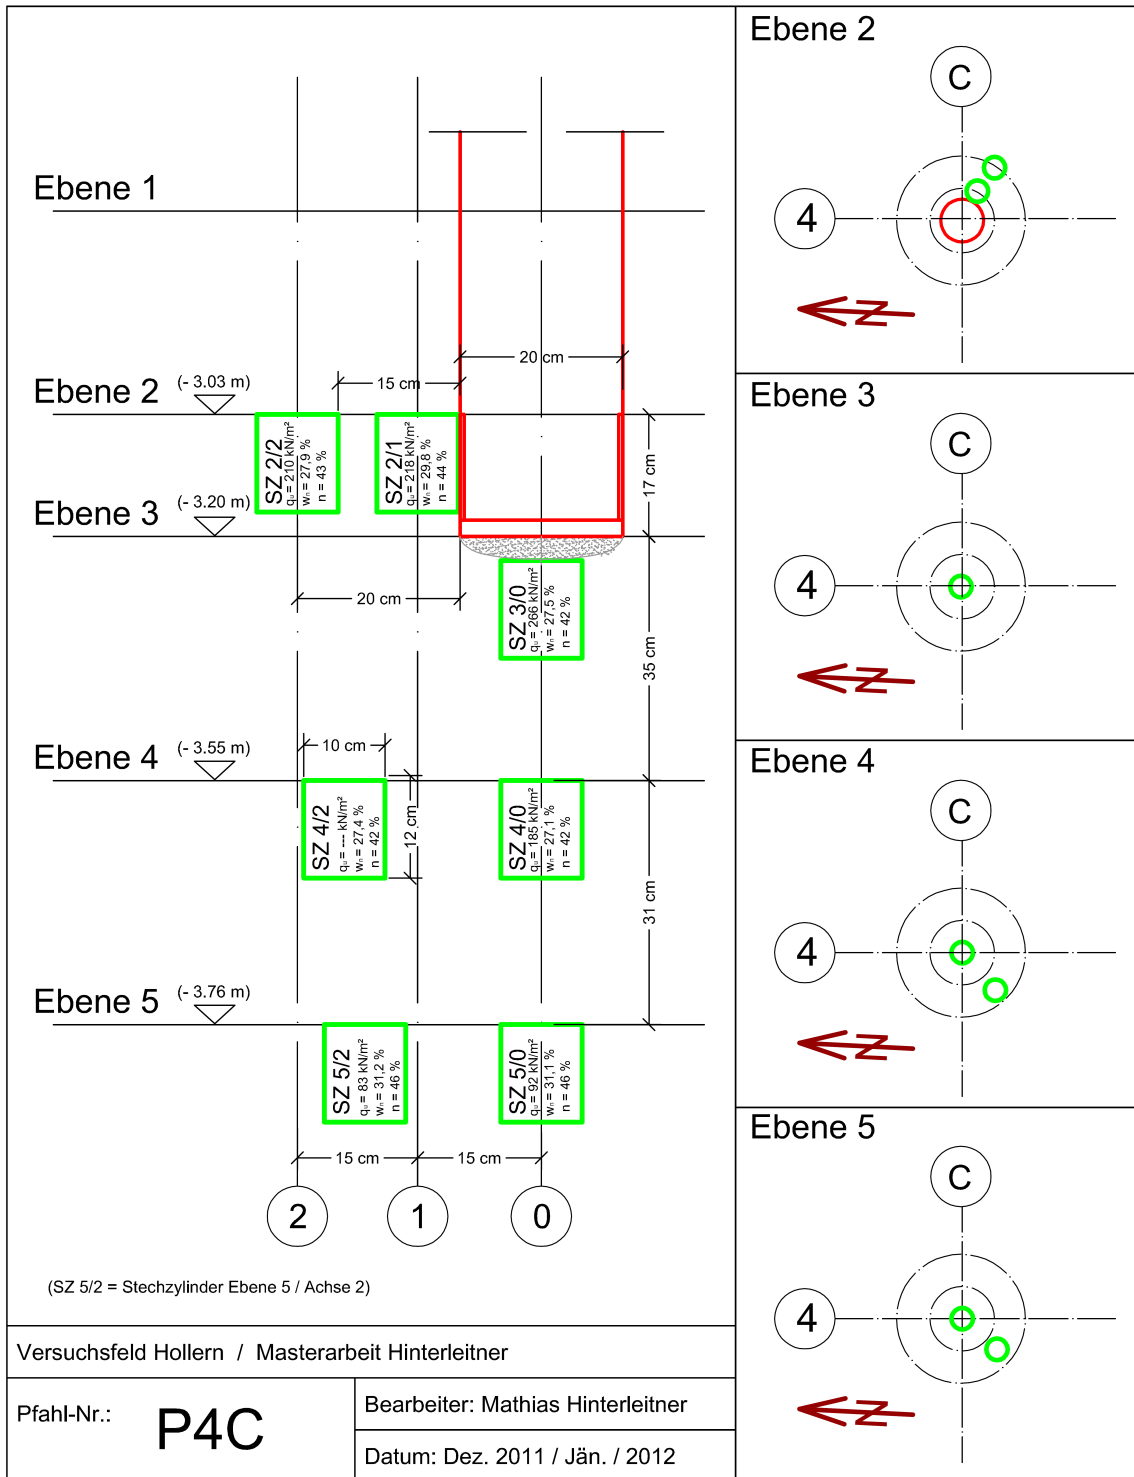 Ebene 1
Ebene 2
(- 3.03 m)
15 cm
20 cm
SZ 2/2
qᵤ = 210 kN/m²
wₙ = 27,9 %
n = 43 %
SZ 2/1
qᵤ = 218 kN/m²
wₙ = 29,8 %
n = 44 %
17 cm
Ebene 3
(- 3.20 m)
20 cm
SZ 3/0
qᵤ = 266 kN/m²
wₙ = 27,5 %
n = 42 %
35 cm
Ebene 4
(- 3.55 m)
10 cm
SZ 4/2
qᵤ = --- kN/m²
wₙ = 27,4 %
n = 42 %
12 cm
SZ 4/0
qᵤ = 185 kN/m²
wₙ = 27,1 %
n = 42 %
31 cm
Ebene 5
(- 3.76 m)
SZ 5/2
qᵤ = 83 kN/m²
wₙ = 31,2 %
n = 46 %
SZ 5/0
qᵤ = 92 kN/m²
wₙ = 31,1 %
n = 46 %
15 cm
15 cm
2
1
0
(SZ 5/2 = Stechzylinder Ebene 5 / Achse 2)
Versuchsfeld Hollern / Masterarbeit Hinterleitner
Pfahl-Nr.:
P4C
Bearbeiter: Mathias Hinterleitner
Datum: Dez. 2011 / Jän. / 2012
Ebene 2
C
4
N
Ebene 3
C
4
N
Ebene 4
C
4
N
Ebene 5
C
4
N